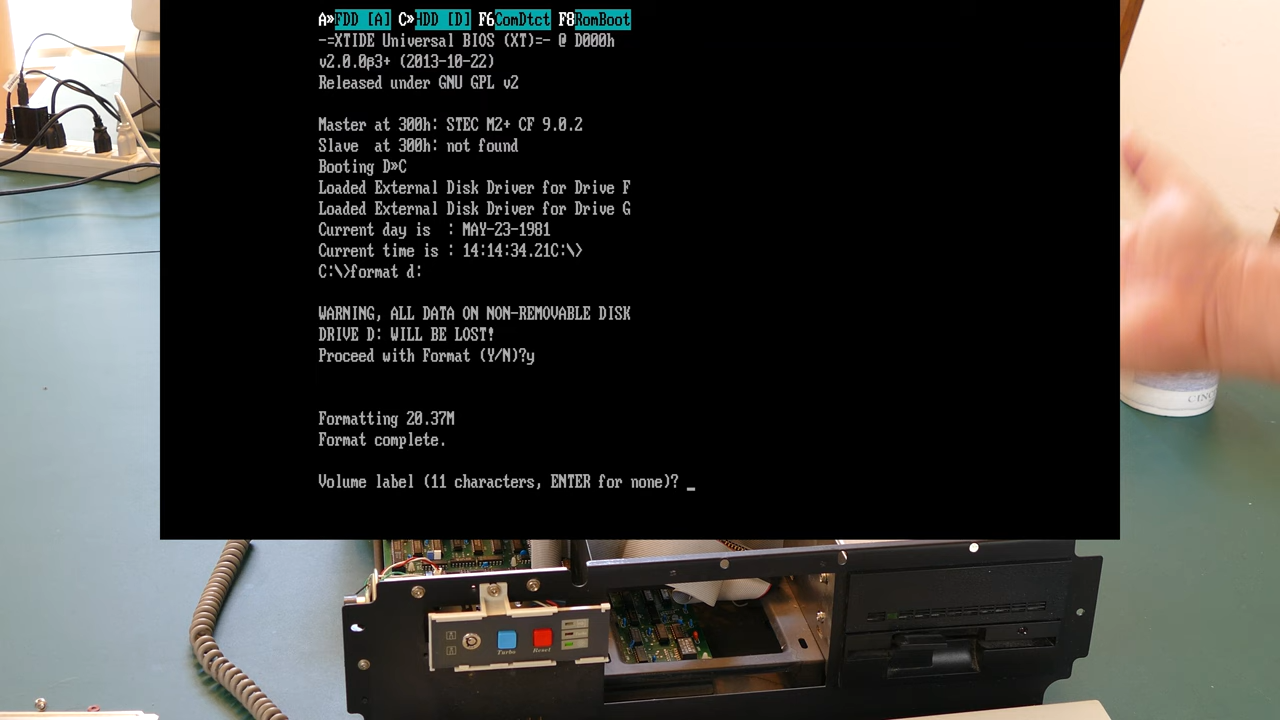 A»FDD [A] C»HDD [D] F6ComDtct F8RomBoot
-=XTIDE Universal BIOS (XT)=- @ D000h
v2.0.0β3+ (2013-10-22)
Released under GNU GPL v2
Master at 300h: STEC M2+ CF 9.0.2
Slave  at 300h: not found
Booting D»C
Loaded External Disk Driver for Drive F
Loaded External Disk Driver for Drive G
Current day is  : MAY-23-1981
Current time is : 14:14:34.21C:\>
C:\>format d:
WARNING, ALL DATA ON NON-REMOVABLE DISK
DRIVE D: WILL BE LOST!
Proceed with Format (Y/N)?y
Formatting 20.37M
Format complete.
Volume label (11 characters, ENTER for none)? _
Turbo
Reset